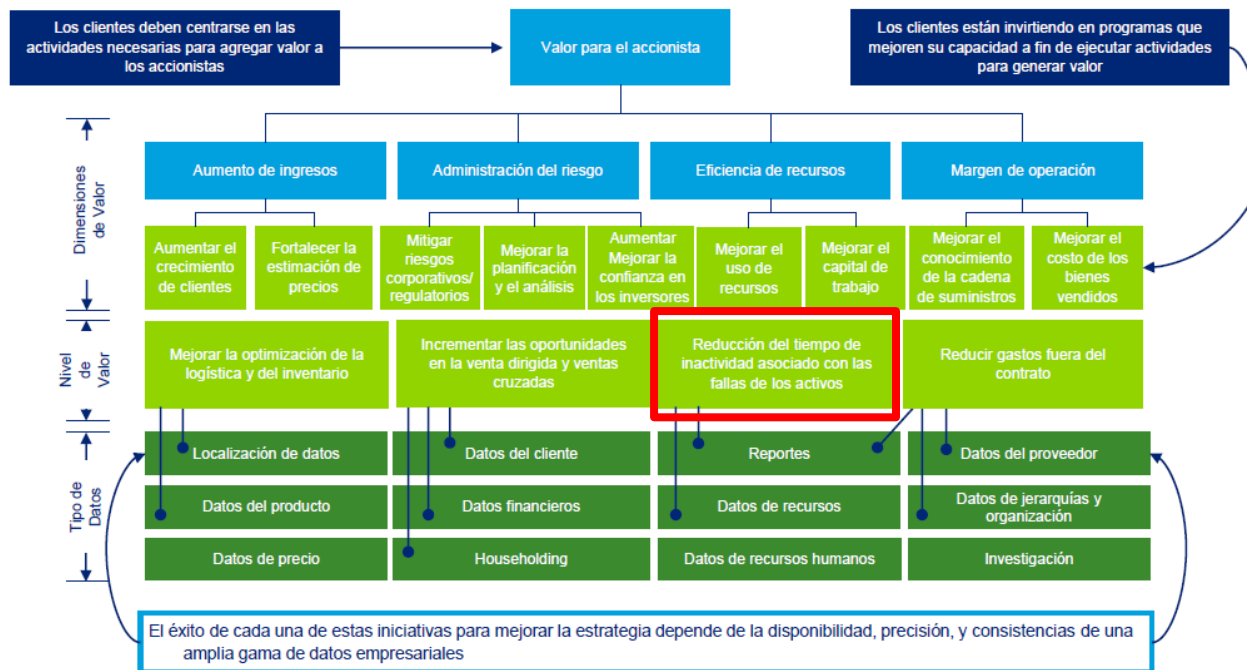 Los clientes deben centrarse en las
actividades necesarias para agregar valor a
los accionistas
Valor para el accionista
Los clientes están invirtiendo en programas que
mejoren su capacidad a fin de ejecutar actividades
para generar valor
Dimensiones
de Valor
Aumento de ingresos
Administración del riesgo
Eficiencia de recursos
Margen de operación
Aumentar el
crecimiento
de clientes
Fortalecer la
estimación de
precios
Mitigar
riesgos
corporativos/
regulatorios
Mejorar la
planificación
y el análisis
Aumentar
Mejorar la
confianza en
los inversores
Mejorar el
uso de
recursos
Mejorar el
capital de
trabajo
Mejorar el
conocimiento
de la cadena
de suministros
Mejorar el
costo de los
bienes
vendidos
Nivel
de
Valor
Mejorar la optimización de la
logística y del inventario
Incrementar las oportunidades
en la venta dirigida y ventas
cruzadas
Reducción del tiempo de
inactividad asociado con las
fallas de los activos
Reducir gastos fuera del
contrato
Tipo de
Datos
Localización de datos
Datos del cliente
Reportes
Datos del proveedor
Datos del producto
Datos financieros
Datos de recursos
Datos de jerarquías y
organización
Datos de precio
Householding
Datos de recursos humanos
Investigación
El éxito de cada una de estas iniciativas para mejorar la estrategia depende de la disponibilidad, precisión, y consistencias de una
amplia gama de datos empresariales